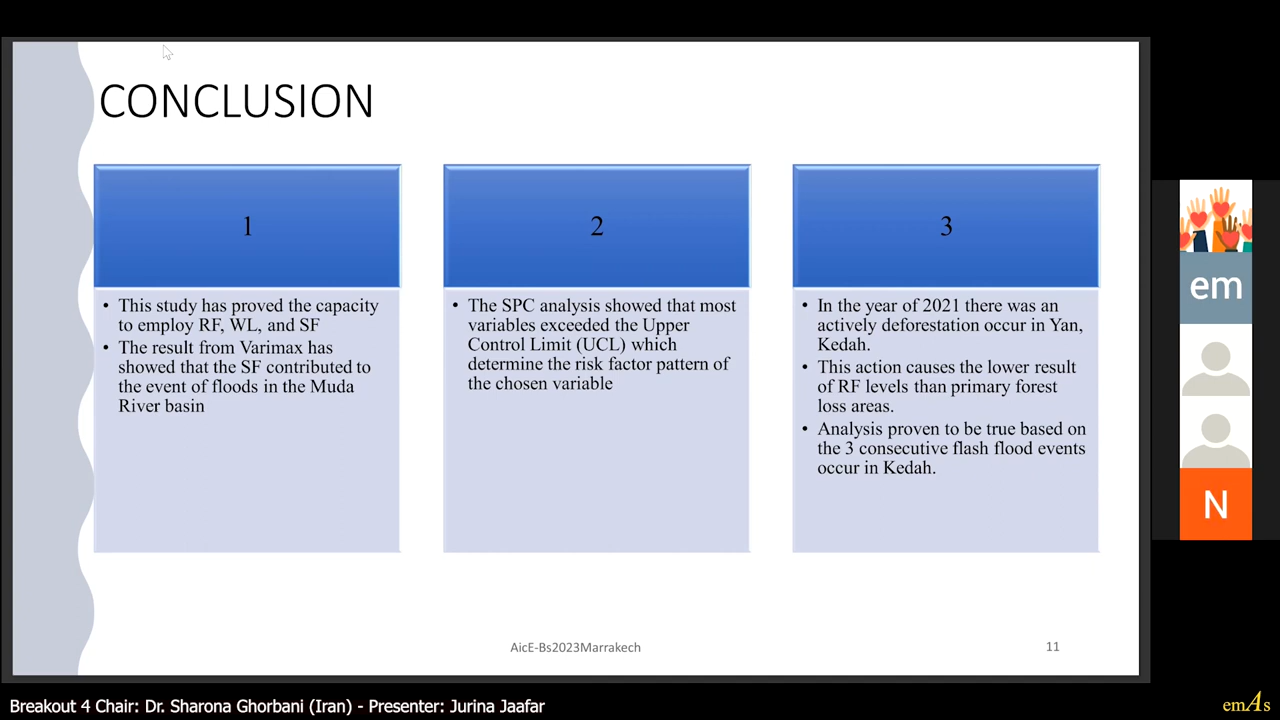 CONCLUSION
1
• This study has proved the capacity
to employ RF, WL, and SF
• The result from Varimax has
showed that the SF contributed to
the event of floods in the Muda
River basin
2
• The SPC analysis showed that most
variables exceeded the Upper
Control Limit (UCL) which
determine the risk factor pattern of
the chosen variable
3
• In the year of 2021 there was an
actively deforestation occur in Yan,
Kedah.
• This action causes the lower result
of RF levels than primary forest
loss areas.
• Analysis proven to be true based on
the 3 consecutive flash flood events
occur in Kedah.
AicE-Bs2023Marrakech
11
em
N
Breakout 4 Chair: Dr. Sharona Ghorbani (Iran) - Presenter: Jurina Jaafar
emAs